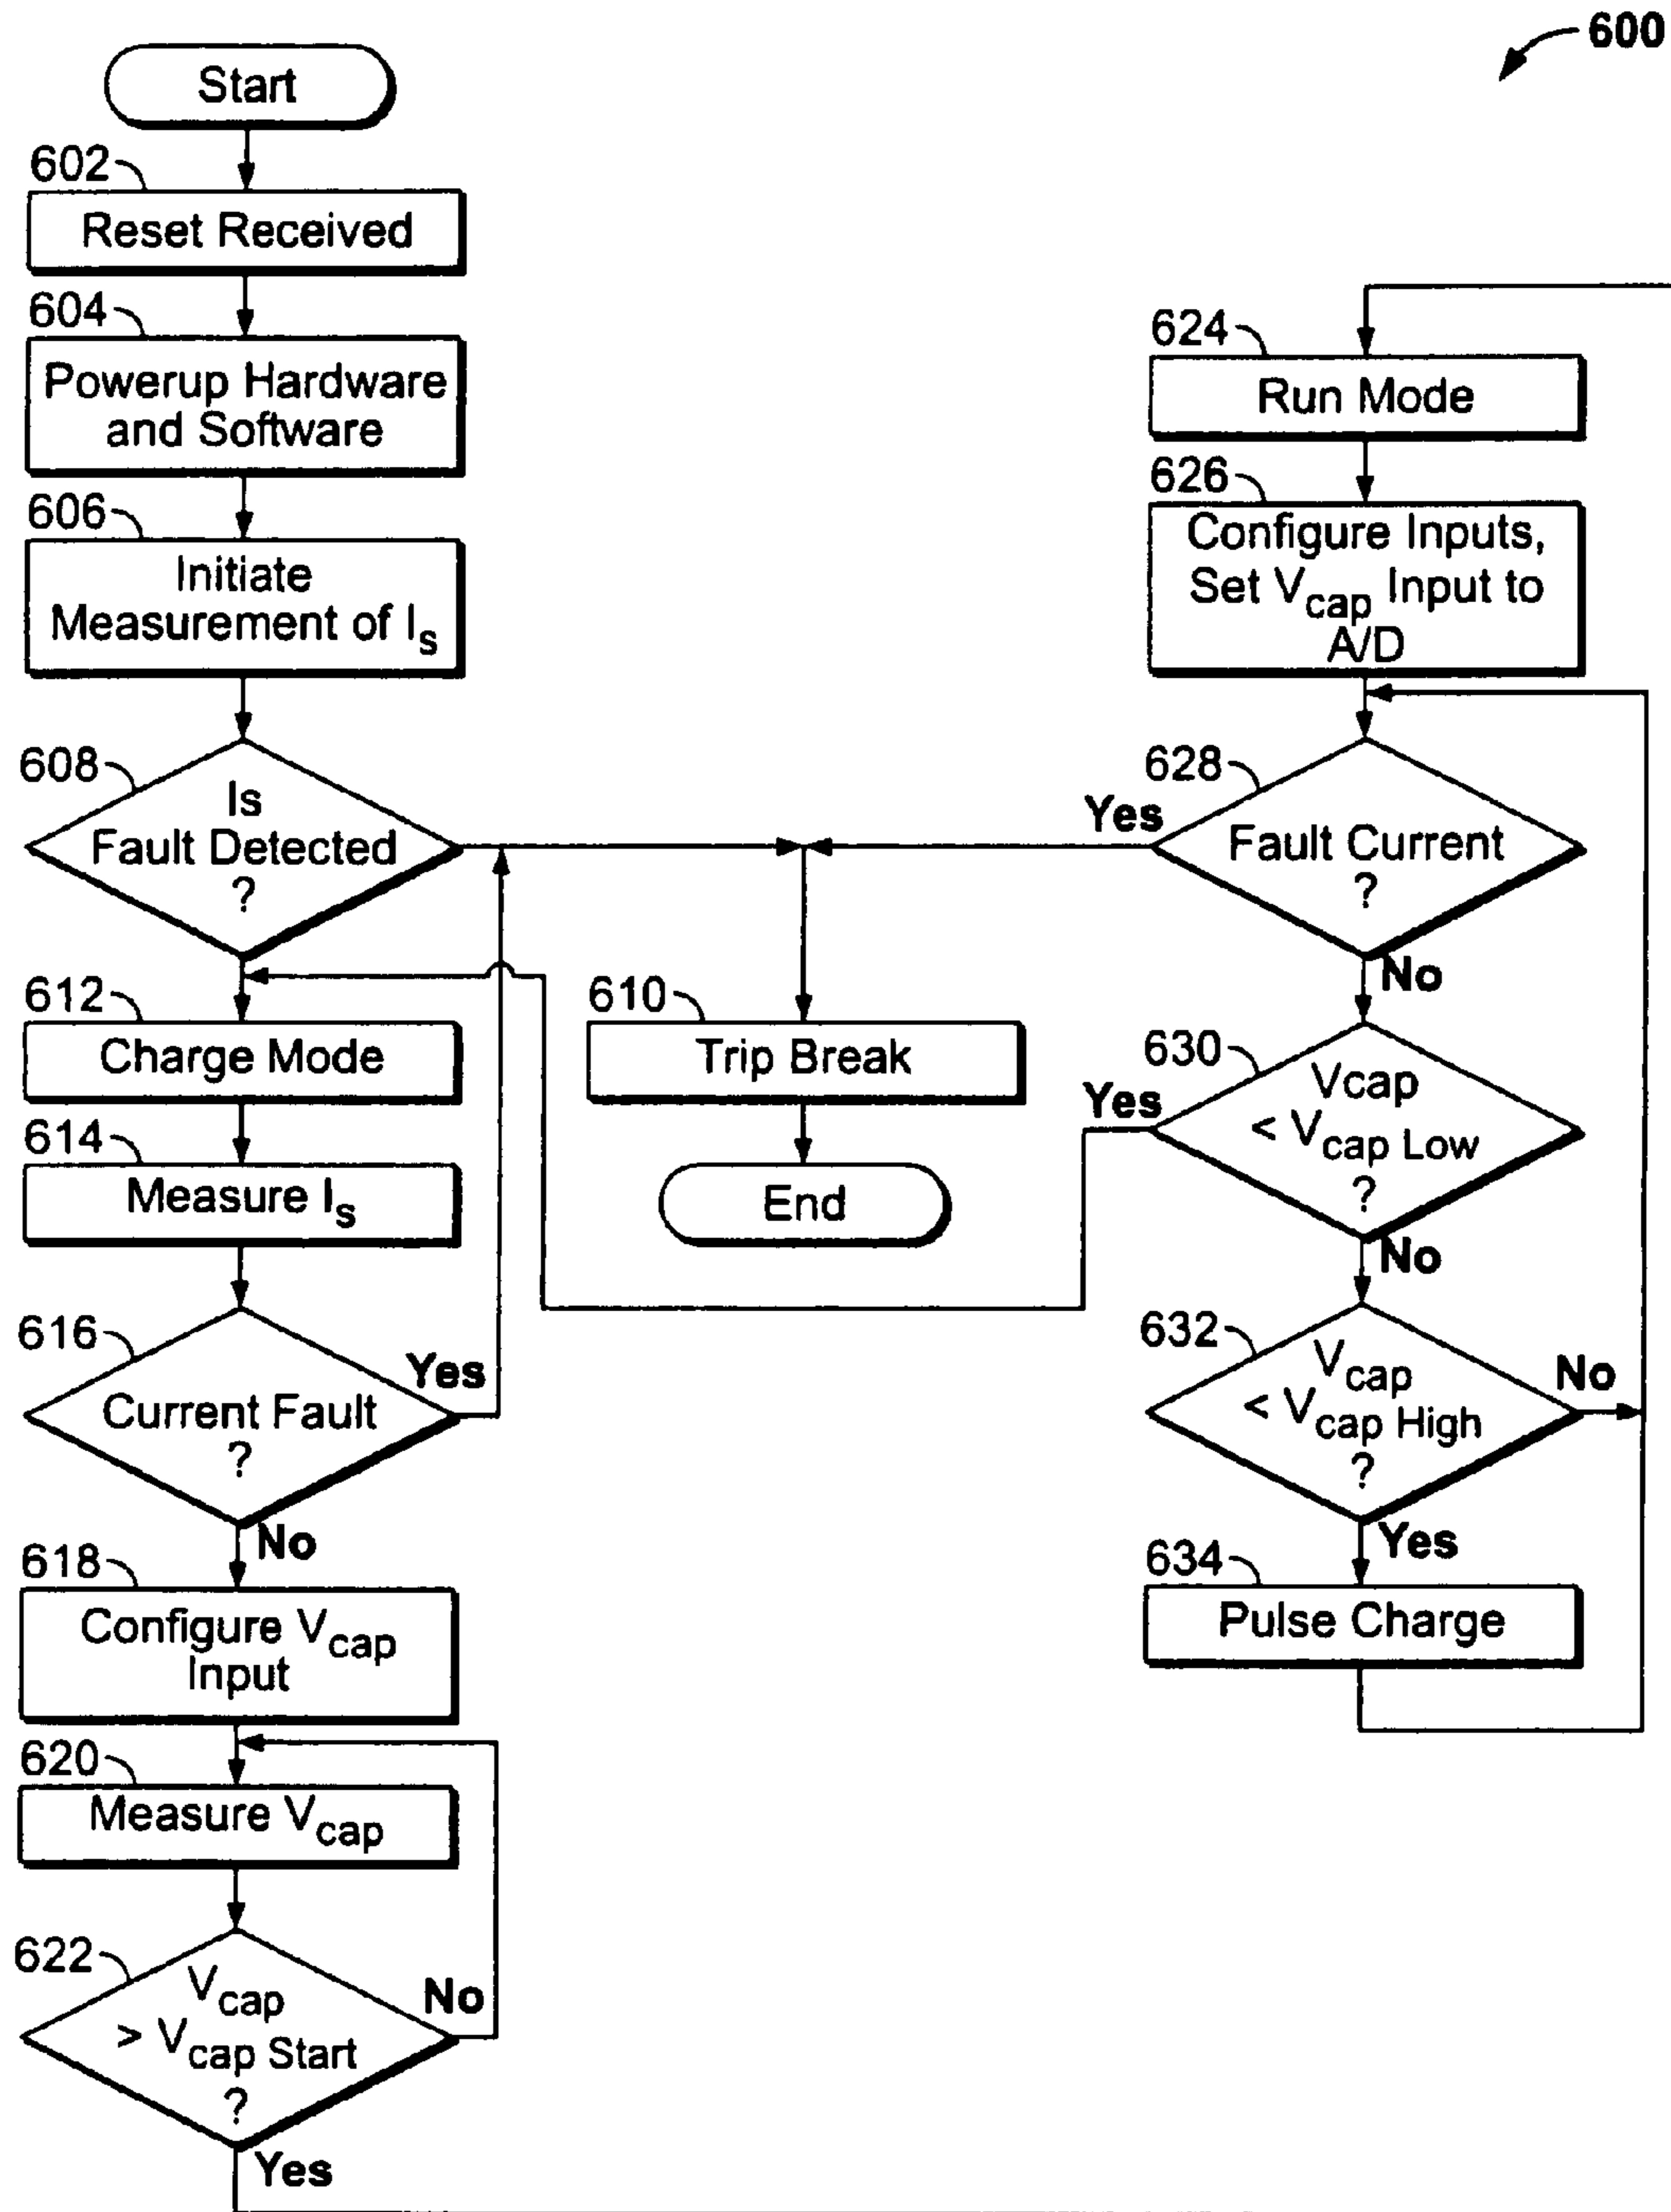 600
Start
602
Reset Received
604
Powerup Hardware
and Software
606
Initiate
Measurement of Is
608
Is
Fault Detected
?
612
Charge Mode
614
Measure Is
616
Current Fault
?
Yes
No
618
Configure Vcap
Input
620
Measure Vcap
622
Vcap
> Vcap Start
?
No
Yes
610
Trip Break
End
624
Run Mode
626
Configure Inputs,
Set Vcap Input to
A/D
628
Yes
Fault Current
?
No
630
Yes
Vcap
< Vcap Low
?
No
632
Vcap
< Vcap High
?
No
Yes
634
Pulse Charge